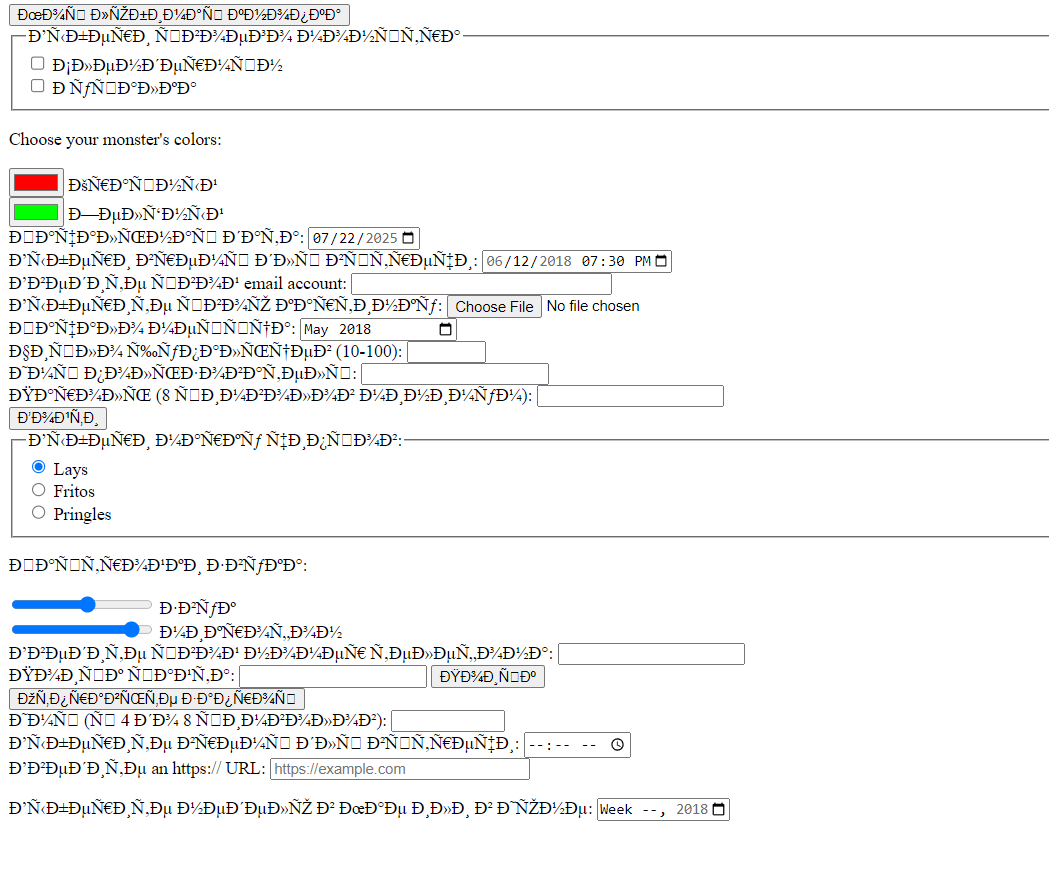 ÐœÐ¾Ñ� Ð»ÑŽÐ±Ð¸Ð¼Ð°Ñ� ÐºÐ½Ð¾Ð¿ÐºÐ°
Ð’Ñ‹Ð±ÐµÑ€Ð¸ Ñ�Ð²Ð¾ÐµÐ³Ð¾ Ð¼Ð¾Ð½Ñ�Ñ‚Ñ€Ð°
Ð¡Ð»ÐµÐ½Ð´ÐµÑ€Ð¼Ñ�Ð½
Ð ÑƒÑ�Ð°Ð»ÐºÐ°
Choose your monster's colors:
ÐšÑ€Ð°Ñ�Ð½Ñ‹Ð¹
Ð—ÐµÐ»Ñ‘Ð½Ñ‹Ð¹
Ð�Ð°Ñ‡Ð°Ð»ÑŒÐ½Ð°Ñ� Ð´Ð°Ñ‚Ð°: 07/22/2025
Ð’Ñ‹Ð±ÐµÑ€Ð¸ Ð²Ñ€ÐµÐ¼Ñ� Ð´Ð»Ñ� Ð²Ñ�Ñ‚Ñ€ÐµÑ‡Ð¸: 06/12/2018 07:30 PM
Ð’Ð²ÐµÐ´Ð¸Ñ‚Ðµ Ñ�Ð²Ð¾Ð¹ email account:
Ð’Ñ‹Ð±ÐµÑ€Ð¸Ñ‚Ðµ Ñ�Ð²Ð¾ÑŽ ÐºÐ°Ñ€Ñ‚Ð¸Ð½ÐºÑƒ: Choose File No file chosen
Ð�Ð°Ñ‡Ð°Ð»Ð¾ Ð¼ÐµÑ�Ñ�Ñ†Ð°: May 2018
Ð§Ð¸Ñ�Ð»Ð¾ Ñ‰ÑƒÐ¿Ð°Ð»ÑŒÑ†ÐµÐ² (10-100):
Ð˜Ð¼Ñ� Ð¿Ð¾Ð»ÑŒÐ·Ð¾Ð²Ð°Ñ‚ÐµÐ»Ñ�:
ÐŸÐ°Ñ€Ð¾Ð»ÑŒ (8 Ñ�Ð¸Ð¼Ð²Ð¾Ð»Ð¾Ð² Ð¼Ð¸Ð½Ð¸Ð¼ÑƒÐ¼):
Ð’Ð¾Ð¹Ñ‚Ð¸
Ð’Ñ‹Ð±ÐµÑ€Ð¸ Ð¼Ð°Ñ€ÐºÑƒ Ñ‡Ð¸Ð¿Ñ�Ð¾Ð²:
Lays
Fritos
Pringles
Ð�Ð°Ñ�Ñ‚Ñ€Ð¾Ð¹ÐºÐ¸ Ð·Ð²ÑƒÐºÐ°:
Ð·Ð²ÑƒÐº
Ð¼Ð¸ÐºÑ€Ð¾Ñ„Ð¾Ð½
Ð’Ð²ÐµÐ´Ð¸Ñ‚Ðµ Ñ�Ð²Ð¾Ð¹ Ð½Ð¾Ð¼ÐµÑ€ Ñ‚ÐµÐ»ÐµÑ„Ð¾Ð½Ð°:
ÐŸÐ¾Ð¸Ñ�Ðº Ñ�Ð°Ð¹Ñ‚Ð°: ÐŸÐ¾Ð¸Ñ�Ðº
ÐžÑ‚Ð¿Ñ€Ð°Ð²ÑŒÑ‚Ðµ Ð·Ð°Ð¿Ñ€Ð¾Ñ�
Ð˜Ð¼Ñ� (Ñ� 4 Ð´Ð¾ 8 Ñ�Ð¸Ð¼Ð²Ð¾Ð»Ð¾Ð²):
Ð’Ñ‹Ð±ÐµÑ€Ð¸Ñ‚Ðµ Ð²Ñ€ÐµÐ¼Ñ� Ð´Ð»Ñ� Ð²Ñ�Ñ‚Ñ€ÐµÑ‡Ð¸: --:-- --
Ð’Ð²ÐµÐ´Ð¸Ñ‚Ðµ an https:// URL: https://example.com
Ð’Ñ‹Ð±ÐµÑ€Ð¸Ñ‚Ðµ Ð½ÐµÐ´ÐµÐ»ÑŽ Ð² ÐœÐ°Ðµ Ð¸Ð»Ð¸ Ð² Ð˜ÑŽÐ½Ðµ: Week --, 2018